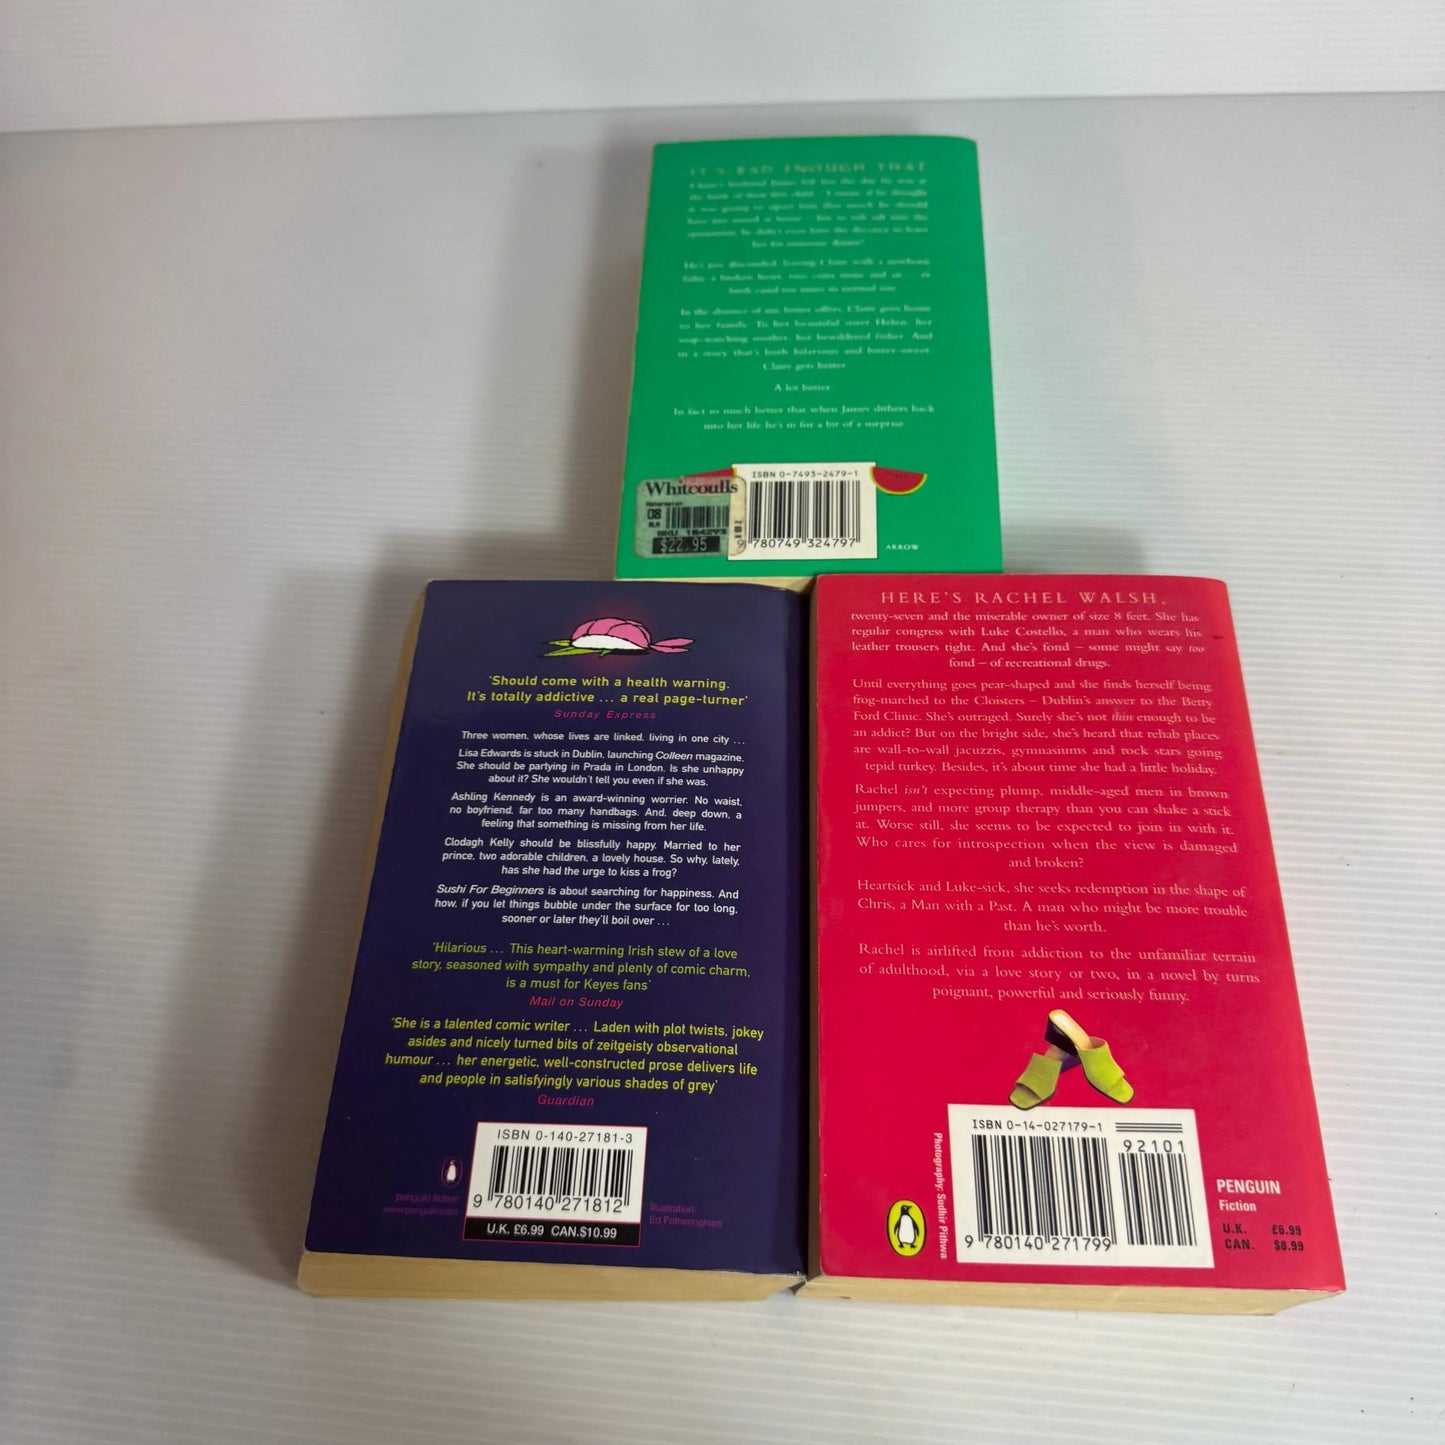 IT'S BAD ENOUGH THAT
He's just discarded, leaving Claire with a newborn
baby, a broken heart, two extra stone and an ... er
birth canal ten times its normal size.
In the absence of any better offers, Claire goes home
to her family. To her beautiful sister Helen, her
soap-watching mother, her bewildered father. And
in a story that's both hilarious and bitter-sweet,
Claire gets better.
A lot better.
In fact so much better that when James slithers back
into her life he's in for a bit of a surprise.
Whitcoulls
08
SKU 184293
$22.95
ISBN 0-7493-2479-1
9 780749 324797
ARROW
'Should come with a health warning.
It's totally addictive ... a real page-turner'
Sunday Express
Three women, whose lives are linked, living in one city ...
Lisa Edwards is stuck in Dublin, launching Colleen magazine.
She should be partying in Prada in London. Is she unhappy
about it? She wouldn't tell you even if she was.
Ashling Kennedy is an award-winning worrier. No waist,
no boyfriend, far too many handbags. And, deep down, a
feeling that something is missing from her life.
Clodagh Kelly should be blissfully happy. Married to her
prince, two adorable children, a lovely house. So why, lately,
has she had the urge to kiss a frog?
Sushi For Beginners is about searching for happiness. And
how, if you let things bubble under the surface for too long,
sooner or later they'll boil over ...
'Hilarious ... This heart-warming Irish stew of a love
story, seasoned with sympathy and plenty of comic charm,
is a must for Keyes fans'
Mail on Sunday
'She is a talented comic writer ... Laden with plot twists, jokey
asides and nicely turned bits of zeitgeisty observational
humour ... her energetic, well-constructed prose delivers life
and people in satisfyingly various shades of grey'
Guardian
ISBN 0-140-27181-3
9 780140 271812
U.K. £6.99 CAN.$10.99
penguin fiction
www.penguin.com
Illustration:
Ed Fotheringham
HERE'S RACHEL WALSH,
twenty-seven and the miserable owner of size 8 feet. She has
regular congress with Luke Costello, a man who wears his
leather trousers tight. And she's fond – some might say too
fond – of recreational drugs.
Until everything goes pear-shaped and she finds herself being
frog-marched to the Cloisters – Dublin's answer to the Betty
Ford Clinic. She's outraged. Surely she's not thin enough to be
an addict? But on the bright side, she's heard that rehab places
are wall-to-wall jacuzzis, gymnasiums and rock stars going
tepid turkey. Besides, it's about time she had a little holiday.
Rachel isn't expecting plump, middle-aged men in brown
jumpers, and more group therapy than you can shake a stick
at. Worse still, she seems to be expected to join in with it.
Who cares for introspection when the view is damaged
and broken?
Heartsick and Luke-sick, she seeks redemption in the shape of
Chris, a Man with a Past. A man who might be more trouble
than he's worth.
Rachel is airlifted from addiction to the unfamiliar terrain
of adulthood, via a love story or two, in a novel by turns
poignant, powerful and seriously funny.
Photography: Sudhir Pithwa
ISBN 0-14-027179-1
92101
9 780140 271799
PENGUIN
Fiction
U.K. £6.99
CAN. $8.99